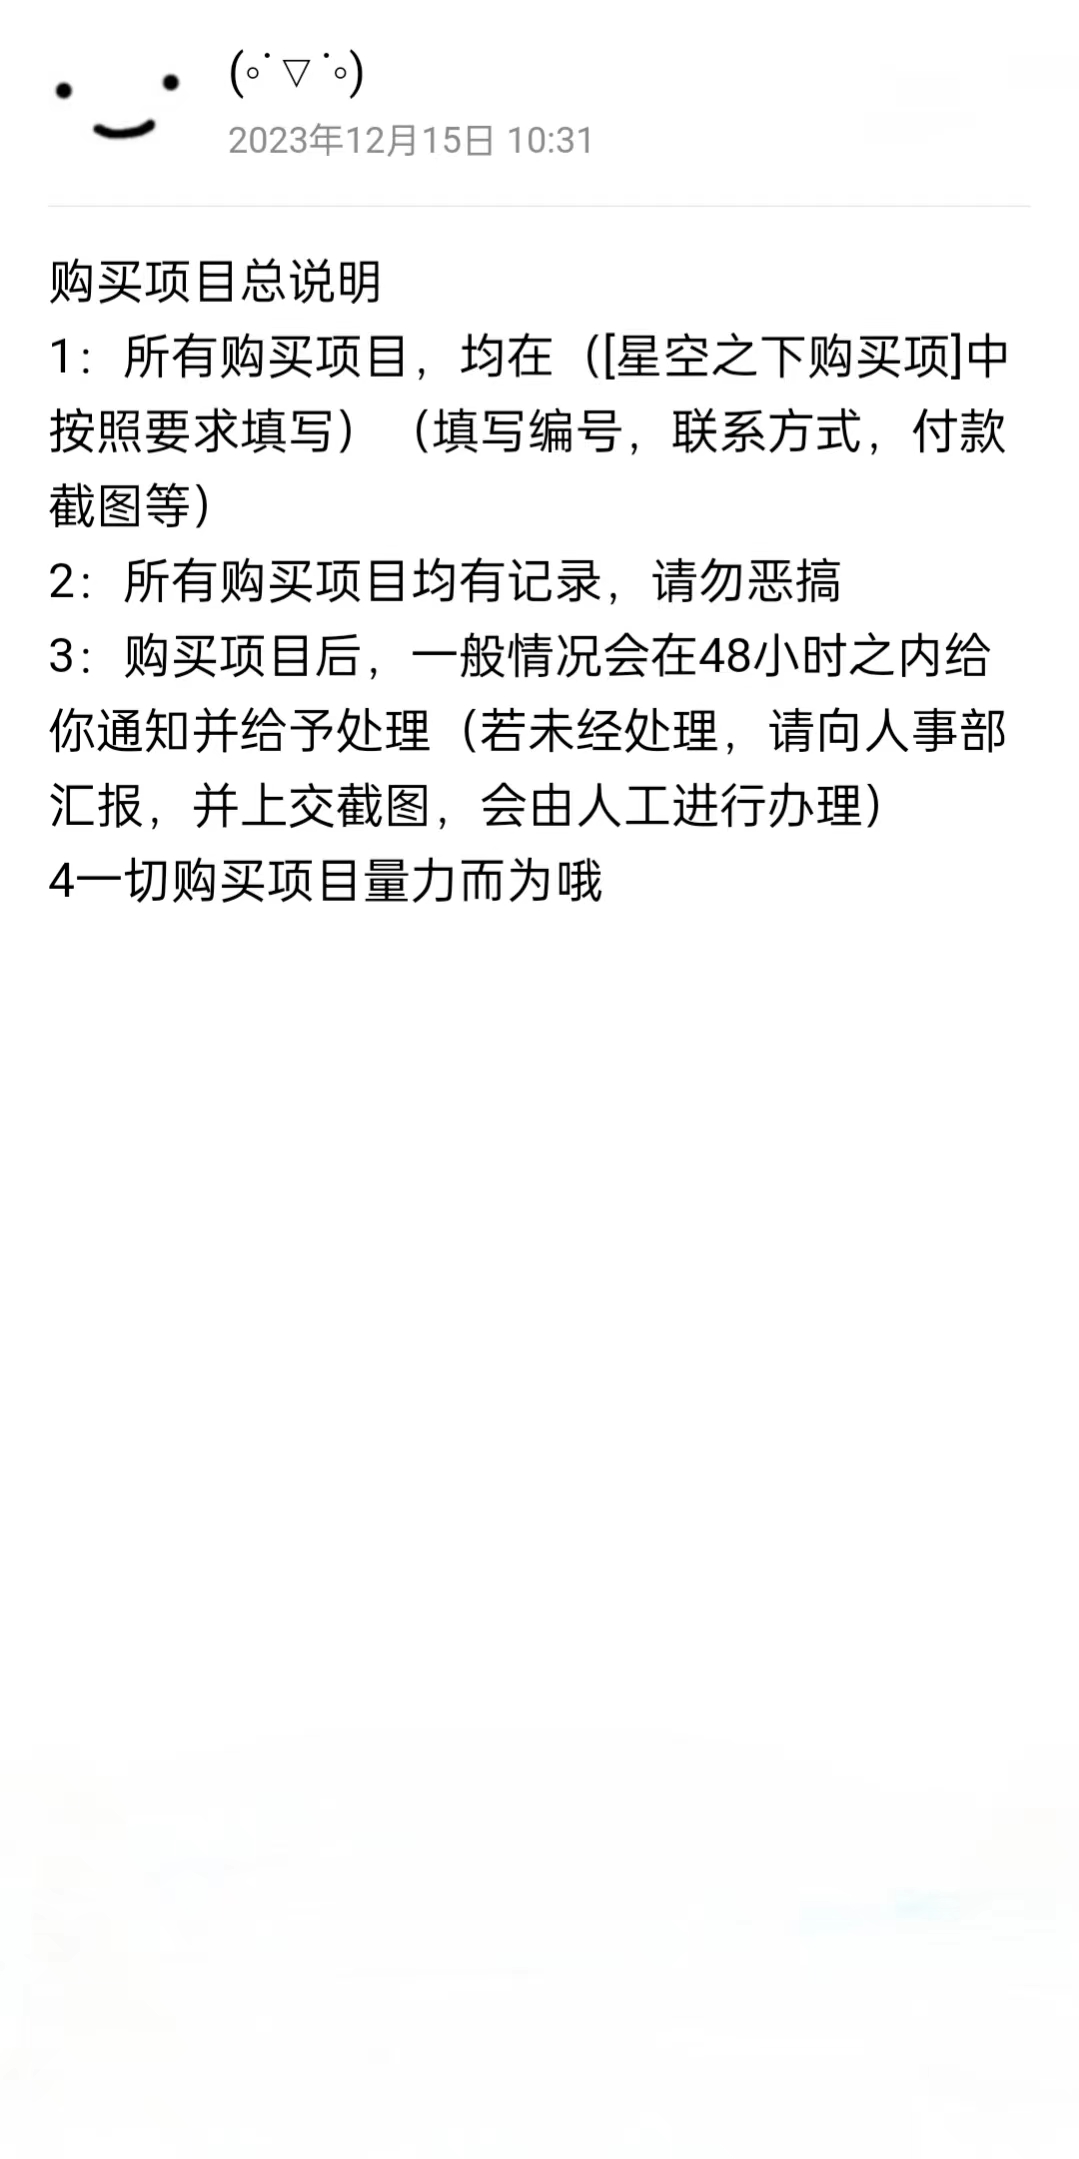 (°˙▽˙°)
2023年12月15日 10:31
购买项目总说明
1：所有购买项目，均在（[星空之下购买项]中
按照要求填写）（填写编号，联系方式，付款
截图等）
2：所有购买项目均有记录，请勿恶搞
3：购买项目后，一般情况会在48小时之内给
你通知并给予处理（若未经处理，请向人事部
汇报，并上交截图，会由人工进行办理）
4一切购买项目量力而为哦